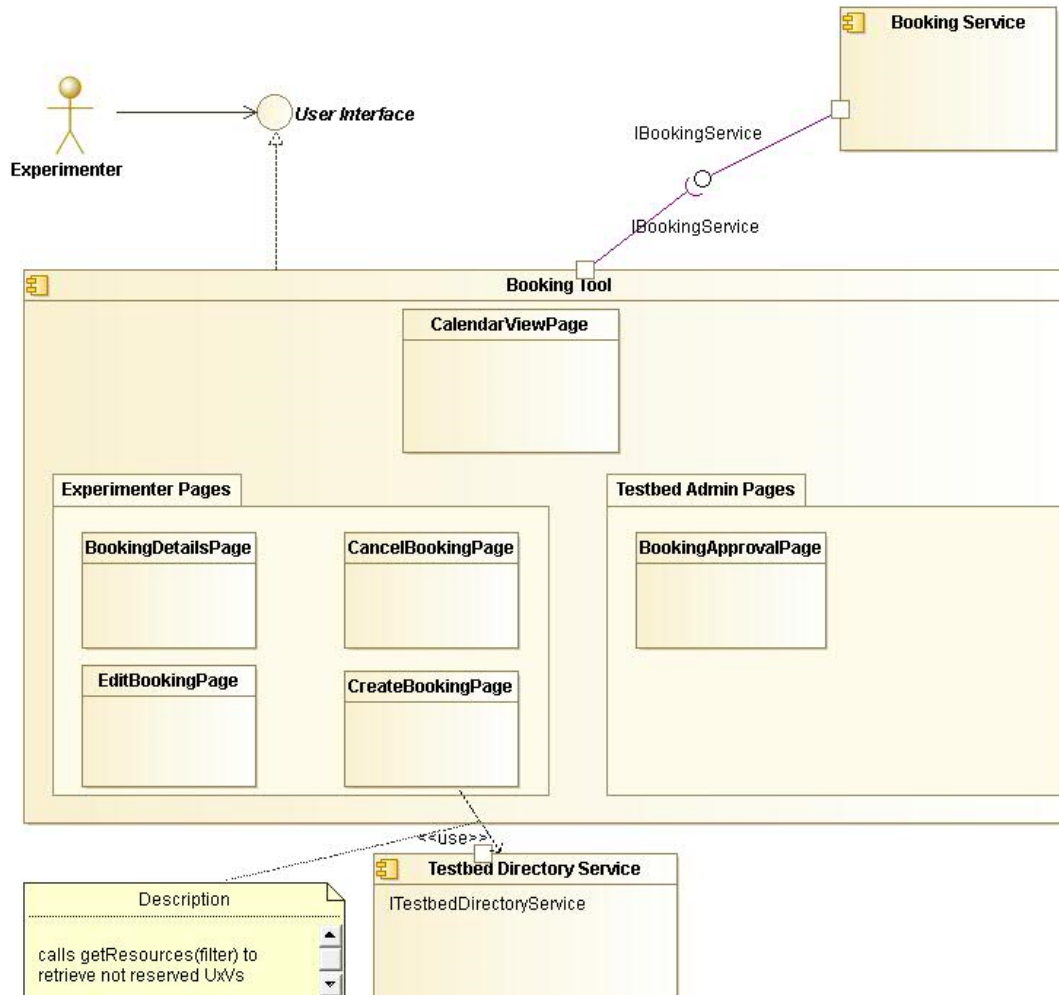 Booking Service
User Interface
Experimenter
IBookingService
IBookingService
Booking Tool
CalendarViewPage
Experimenter Pages
Testbed Admin Pages
BookingDetailsPage
CancelBookingPage
BookingApprovalPage
EditBookingPage
CreateBookingPage
<<use>>
Testbed Directory Service
ITestbedDirectoryService
Description
calls getResources(filter) to
retrieve not reserved UxVs